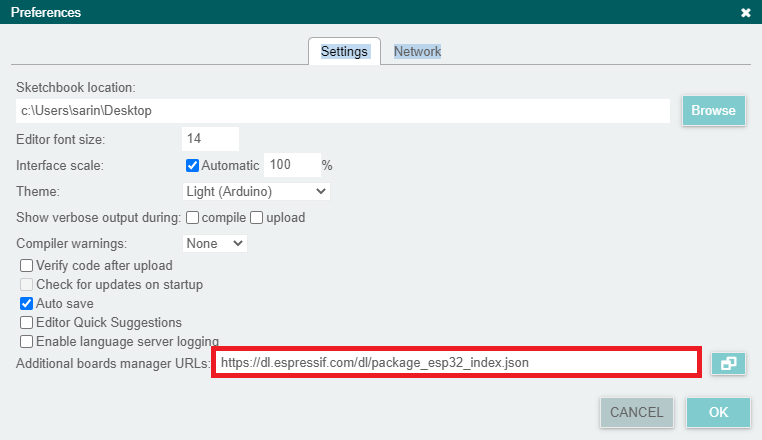 Preferences
Settings Network
Sketchbook location:
c:\Users\sarin\Desktop Browse
Editor font size: 14
Interface scale: Automatic 100 %
Theme: Light (Arduino)
Show verbose output during: compile upload
Compiler warnings: None
Verify code after upload
Check for updates on startup
Auto save
Editor Quick Suggestions
Enable language server logging
Additional boards manager URLs: https://dl.espressif.com/dl/package_esp32_index.json
CANCEL OK